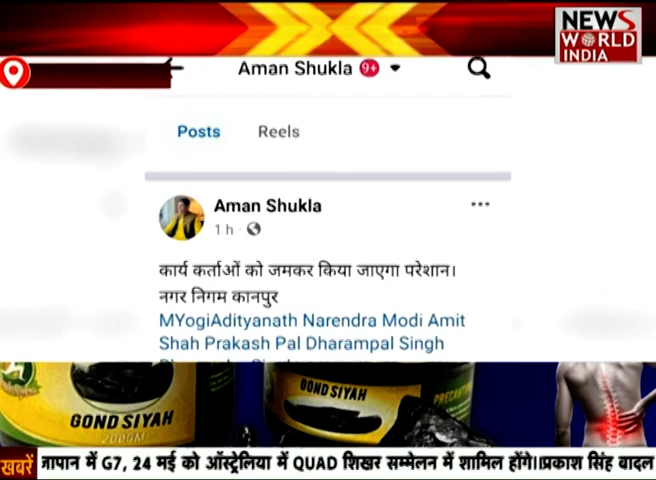 NEWS
WORLD
INDIA
Aman Shukla 9+
Posts Reels
Aman Shukla
1 h
कार्य कर्ताओं को जमकर किया जाएगा परेशान।
नगर निगम कानपुर
MYogiAdityanath Narendra Modi Amit
Shah Prakash Pal Dharampal Singh
GOND SIYAH
200GM
GOND SIYAH
खबरें जापान में G7, 24 मई को ऑस्ट्रेलिया में QUAD शिखर सम्मेलन में शामिल होंगे।।प्रकाश सिंह बादल